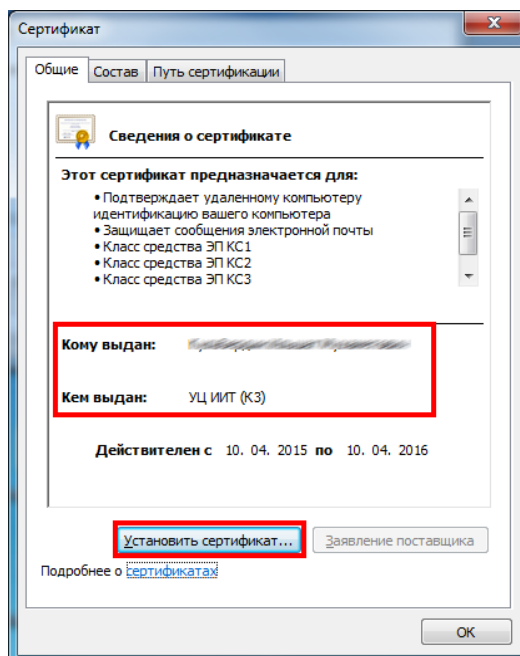 Сертификат
Общие Состав Путь сертификации
Сведения о сертификате
Этот сертификат предназначается для:
• Подтверждает удаленному компьютеру
идентификацию вашего компьютера
• Защищает сообщения электронной почты
• Класс средства ЭП КС1
• Класс средства ЭП КС2
• Класс средства ЭП КС3
Кому выдан:
Кем выдан: УЦ ИИТ (К3)
Действителен с 10. 04. 2015 по 10. 04. 2016
Установить сертификат...
Заявление поставщика
Подробнее о сертификатах
ОК